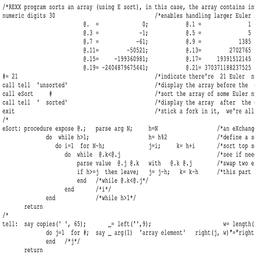 /*REXX program sorts an array (using E sort), in this case, the array contains in
numeric digits 30 /*enables handling larger Euler
@. = 0; @.1 = 1
@.3 = -1; @.5 = 5
@.7 = -61; @.9 = 1385
@.11= -50521; @.13= 2702765
@.15= -199360981; @.17= 19391512145
@.19= -2404879675441; @.21= 370371188237525
#= 21 /*indicate there're 21 Euler n
call tell 'unsorted' /*display the array before the
call eSort # /*sort the array of some Euler n
call tell ' sorted' /*display the array after the
exit /*stick a fork in it, we're all
/*
eSort: procedure expose @.; parse arg N; h=N /*an eXchang
do while h>1; h= h%2 /*define a s
do i=1 for N-h; j=i; k= h+i /*sort top
do while @.k<@.j /*see if nee
parse value @.j @.k with @.k @.j /*swap two e
if h>=j then leave; j= j-h; k= k-h /*this part
end /*while @.k<@.j*/
end /*i*/
end /*while h>1*/
return
/*
tell: say copies('─', 65); _= left('',9); w= length(
do j=1 for #; say _ arg(1) 'array element' right(j, w)"="right
end /*j*/
return